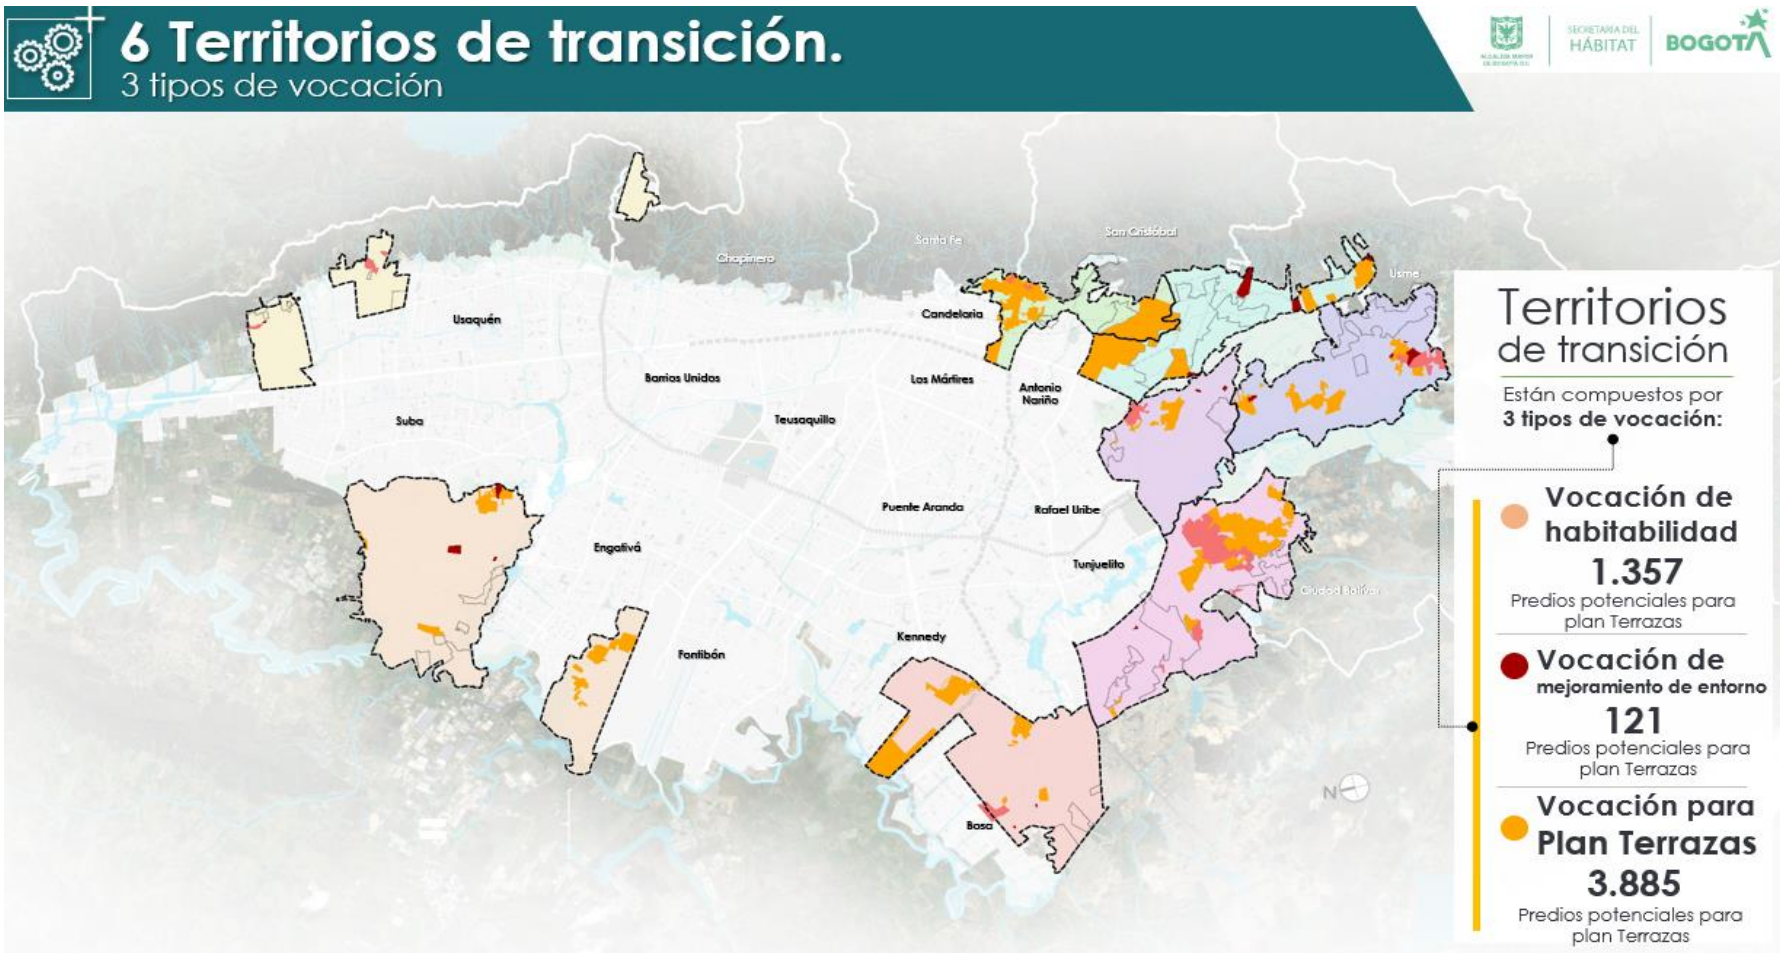 6 Territorios de transición.
3 tipos de vocación
ALCALDÍA MAYOR
DE BOGOTÁ D.C.
SECRETARÍA DEL
HÁBITAT
BOGOTÁ
Santa Fe
San Cristóbal
Chapinero
Usme
Usaquén
Candelaria
Barrios Unidos
Los Mártires
Antonio
Nariño
Suba
Teusaquillo
Puente Aranda
Rafael Uribe
Engativá
Tunjuelito
Ciudad Bolívar
Kennedy
Fontibón
Bosa
N
Territorios
de transición
Están compuestos por
3 tipos de vocación:
Vocación de
habitabilidad
1.357
Predios potenciales para
plan Terrazas
Vocación de
mejoramiento de entorno
121
Predios potenciales para
plan Terrazas
Vocación para
Plan Terrazas
3.885
Predios potenciales para
plan Terrazas